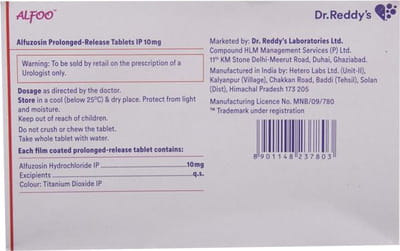 ALFOO
Dr.Reddy's
Alfuzosin Prolonged-Release Tablets IP 10mg
Warning: To be sold by retail on the prescription of a
Urologist only.
Dosage as directed by the doctor.
Store in a cool (below 25°C) & dry place. Protect from light
and moisture.
Keep out of reach of children.
Do not crush or chew the tablet.
Take whole tablet with water.
Each film coated prolonged-release tablet contains:
Alfuzosin Hydrochloride IP 10mg
Excipients q.s.
Colour: Titanium Dioxide IP
Marketed by: Dr. Reddy's Laboratories Ltd.
Compound HLM Management Services (P) Ltd.
11th KM Stone Delhi-Meerut Road, Duhai, Ghaziabad.
Manufactured in India by: Hetero Labs Ltd. (Unit-II),
Kalyanpur (Village), Chakkan Road, Baddi (Tehsil), Solan
(Dist), Himachal Pradesh 173 205
Manufacturing Licence No. MNB/09/780
™ Trademark under registration
8 901148 237803